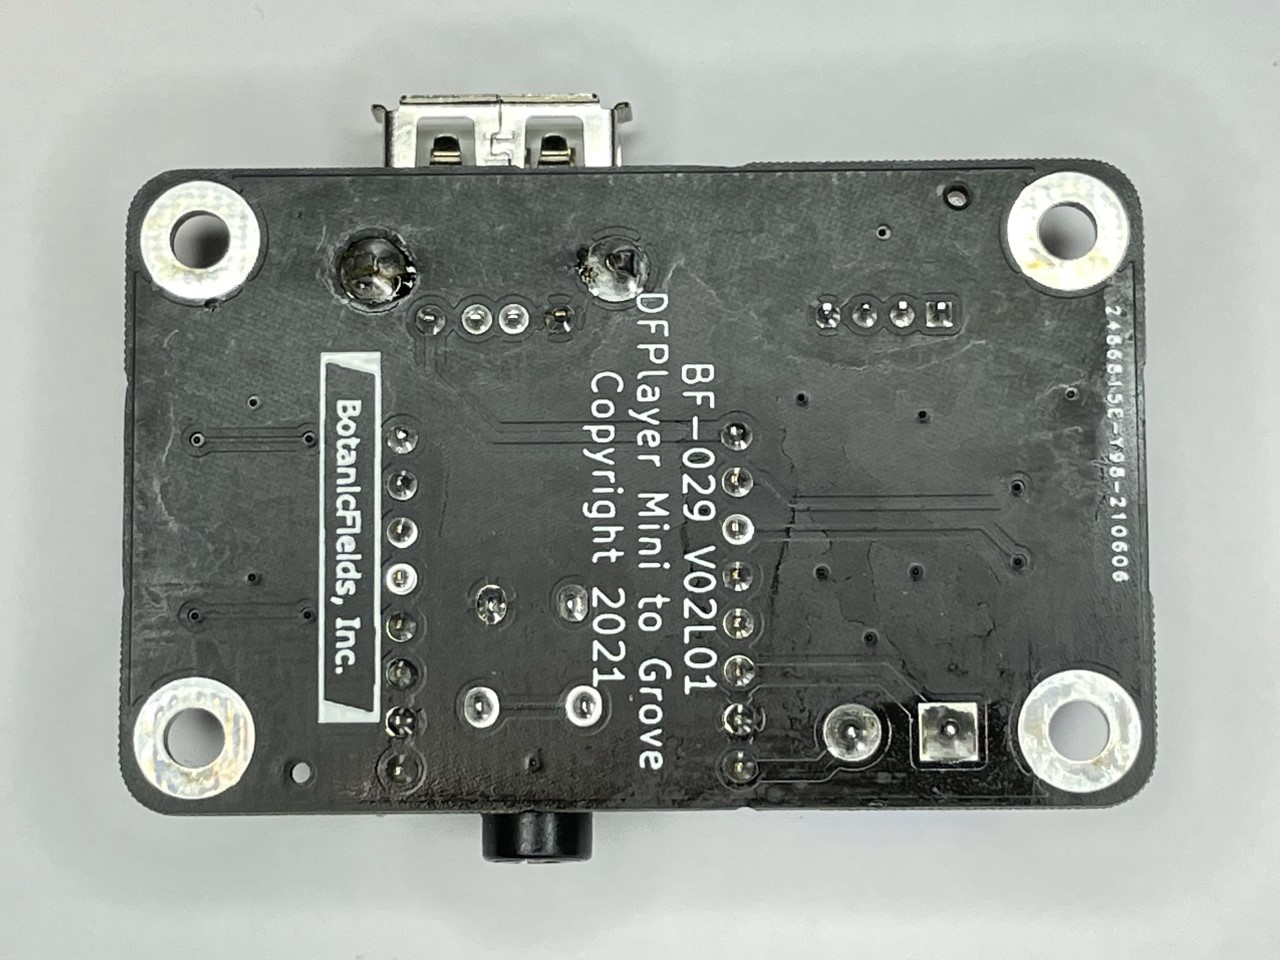 BF-029 V02L01
DFPlayer Mini to Grove
Copyright 2021
BotanicFields, Inc.
2486815E-Y98-210606